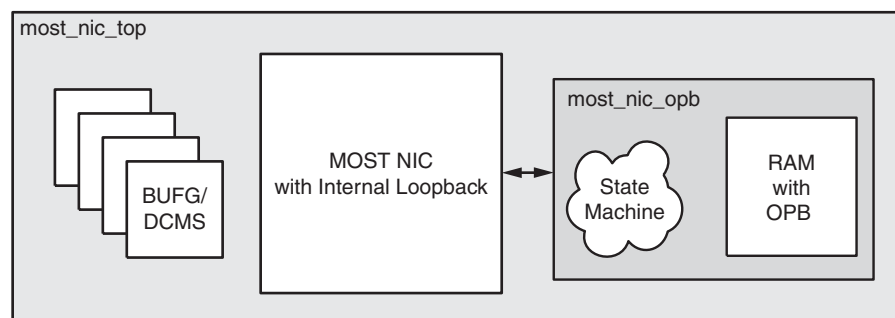 most_nic_top
BUFG/
DCMS
MOST NIC
with Internal Loopback
most_nic_opb
State
Machine
RAM
with
OPB